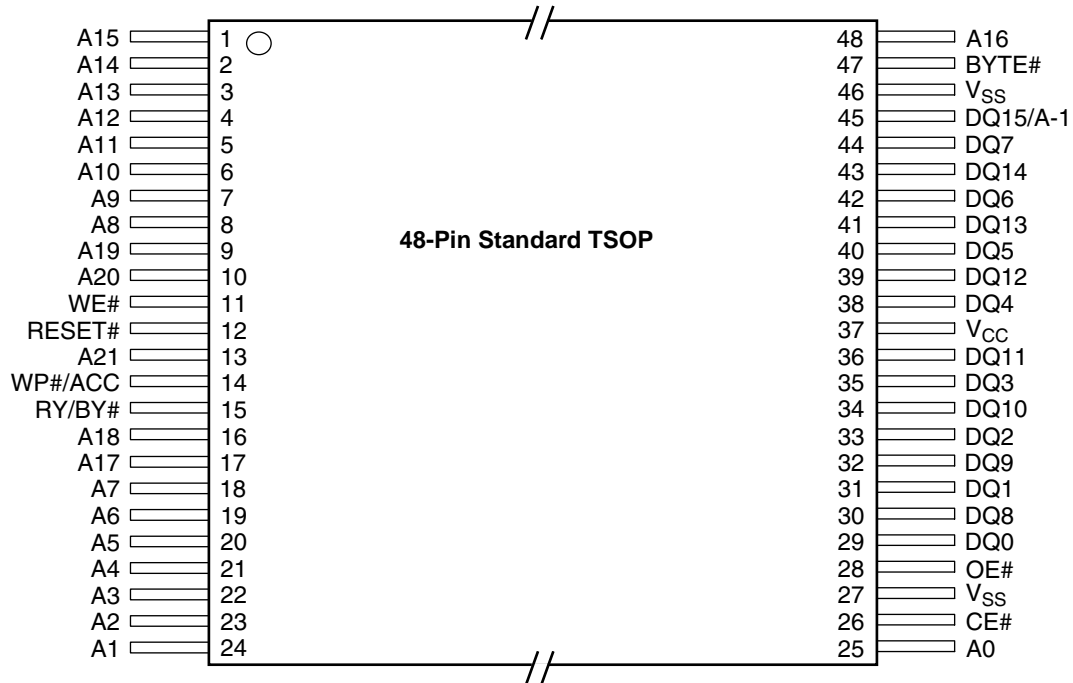 A15 1 48 A16
A14 2 47 BYTE#
A13 3 46 VSS
A12 4 45 DQ15/A-1
A11 5 44 DQ7
A10 6 43 DQ14
A9 7 42 DQ6
A8 8 41 DQ13
48-Pin Standard TSOP
A19 9 40 DQ5
A20 10 39 DQ12
WE# 11 38 DQ4
RESET# 12 37 VCC
A21 13 36 DQ11
WP#/ACC 14 35 DQ3
RY/BY# 15 34 DQ10
A18 16 33 DQ2
A17 17 32 DQ9
A7 18 31 DQ1
A6 19 30 DQ8
A5 20 29 DQ0
A4 21 28 OE#
A3 22 27 VSS
A2 23 26 CE#
A1 24 25 A0